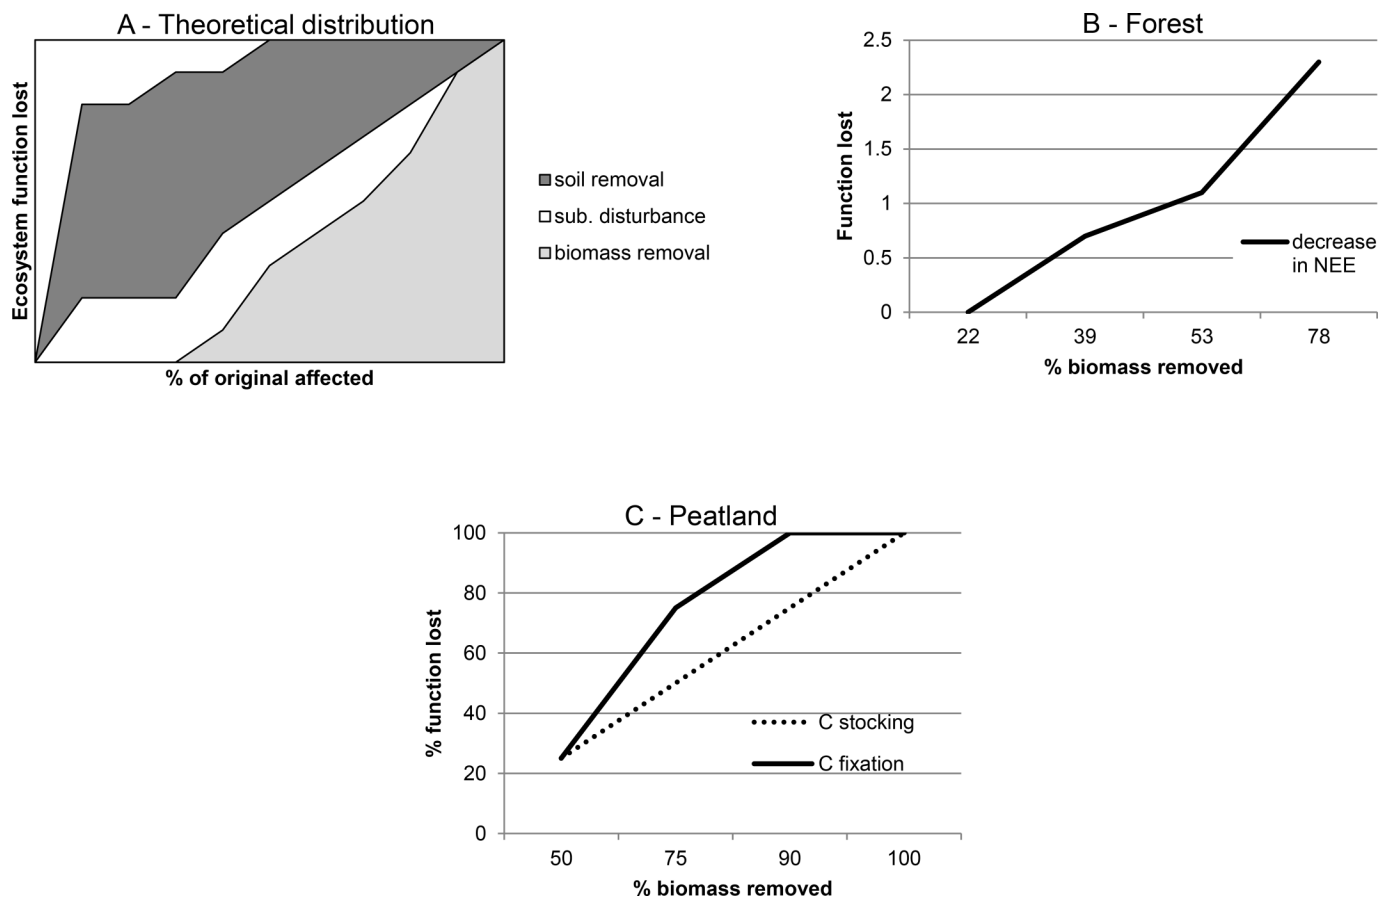 A - Theoretical distribution
Ecosystem function lost
% of original affected
soil removal
sub. disturbance
biomass removal
B - Forest
Function lost
2.5
2
1.5
1
0.5
0
22 39 53 78
% biomass removed
decrease
in NEE
C - Peatland
% function lost
100
80
60
40
20
0
50 75 90 100
% biomass removed
C stocking
C fixation